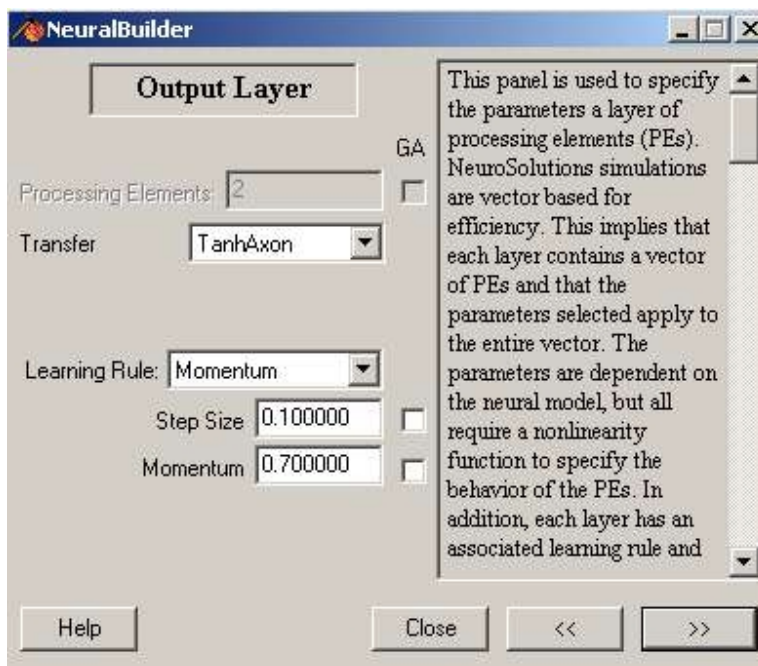 NeuralBuilder
Output Layer
GA
Processing Elements: 2
Transfer TanhAxon
Learning Rule: Momentum
Step Size 0.100000
Momentum 0.700000
This panel is used to specify
the parameters a layer of
processing elements (PEs).
NeuroSolutions simulations
are vector based for
efficiency. This implies that
each layer contains a vector
of PEs and that the
parameters selected apply to
the entire vector. The
parameters are dependent on
the neural model, but all
require a nonlinearity
function to specify the
behavior of the PEs. In
addition, each layer has an
associated learning rule and
Help Close << >>